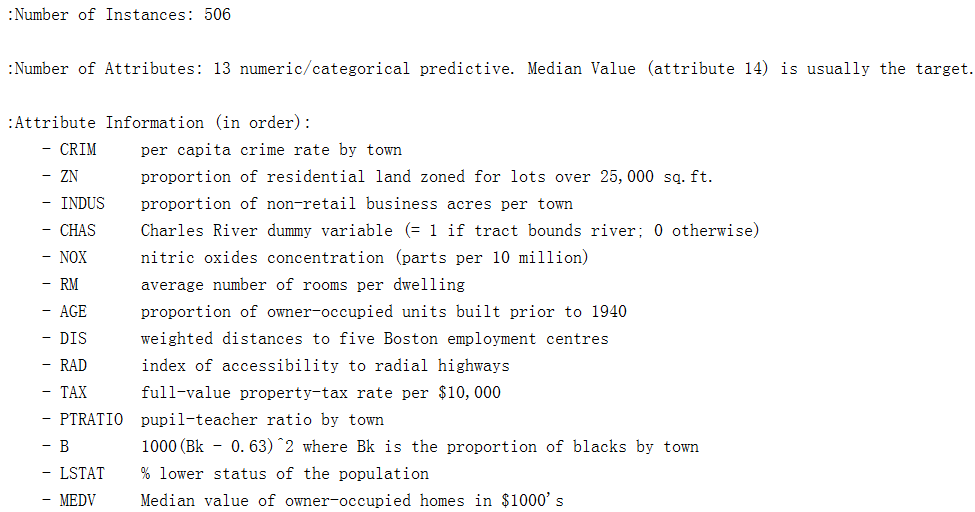 :Number of Instances: 506
:Number of Attributes: 13 numeric/categorical predictive. Median Value (attribute 14) is usually the target.
:Attribute Information (in order):
- CRIM     per capita crime rate by town
- ZN       proportion of residential land zoned for lots over 25,000 sq.ft.
- INDUS    proportion of non-retail business acres per town
- CHAS     Charles River dummy variable (= 1 if tract bounds river; 0 otherwise)
- NOX      nitric oxides concentration (parts per 10 million)
- RM       average number of rooms per dwelling
- AGE      proportion of owner-occupied units built prior to 1940
- DIS      weighted distances to five Boston employment centres
- RAD      index of accessibility to radial highways
- TAX      full-value property-tax rate per $10,000
- PTRATIO  pupil-teacher ratio by town
- B        1000(Bk - 0.63)^2 where Bk is the proportion of blacks by town
- LSTAT    % lower status of the population
- MEDV     Median value of owner-occupied homes in $1000's